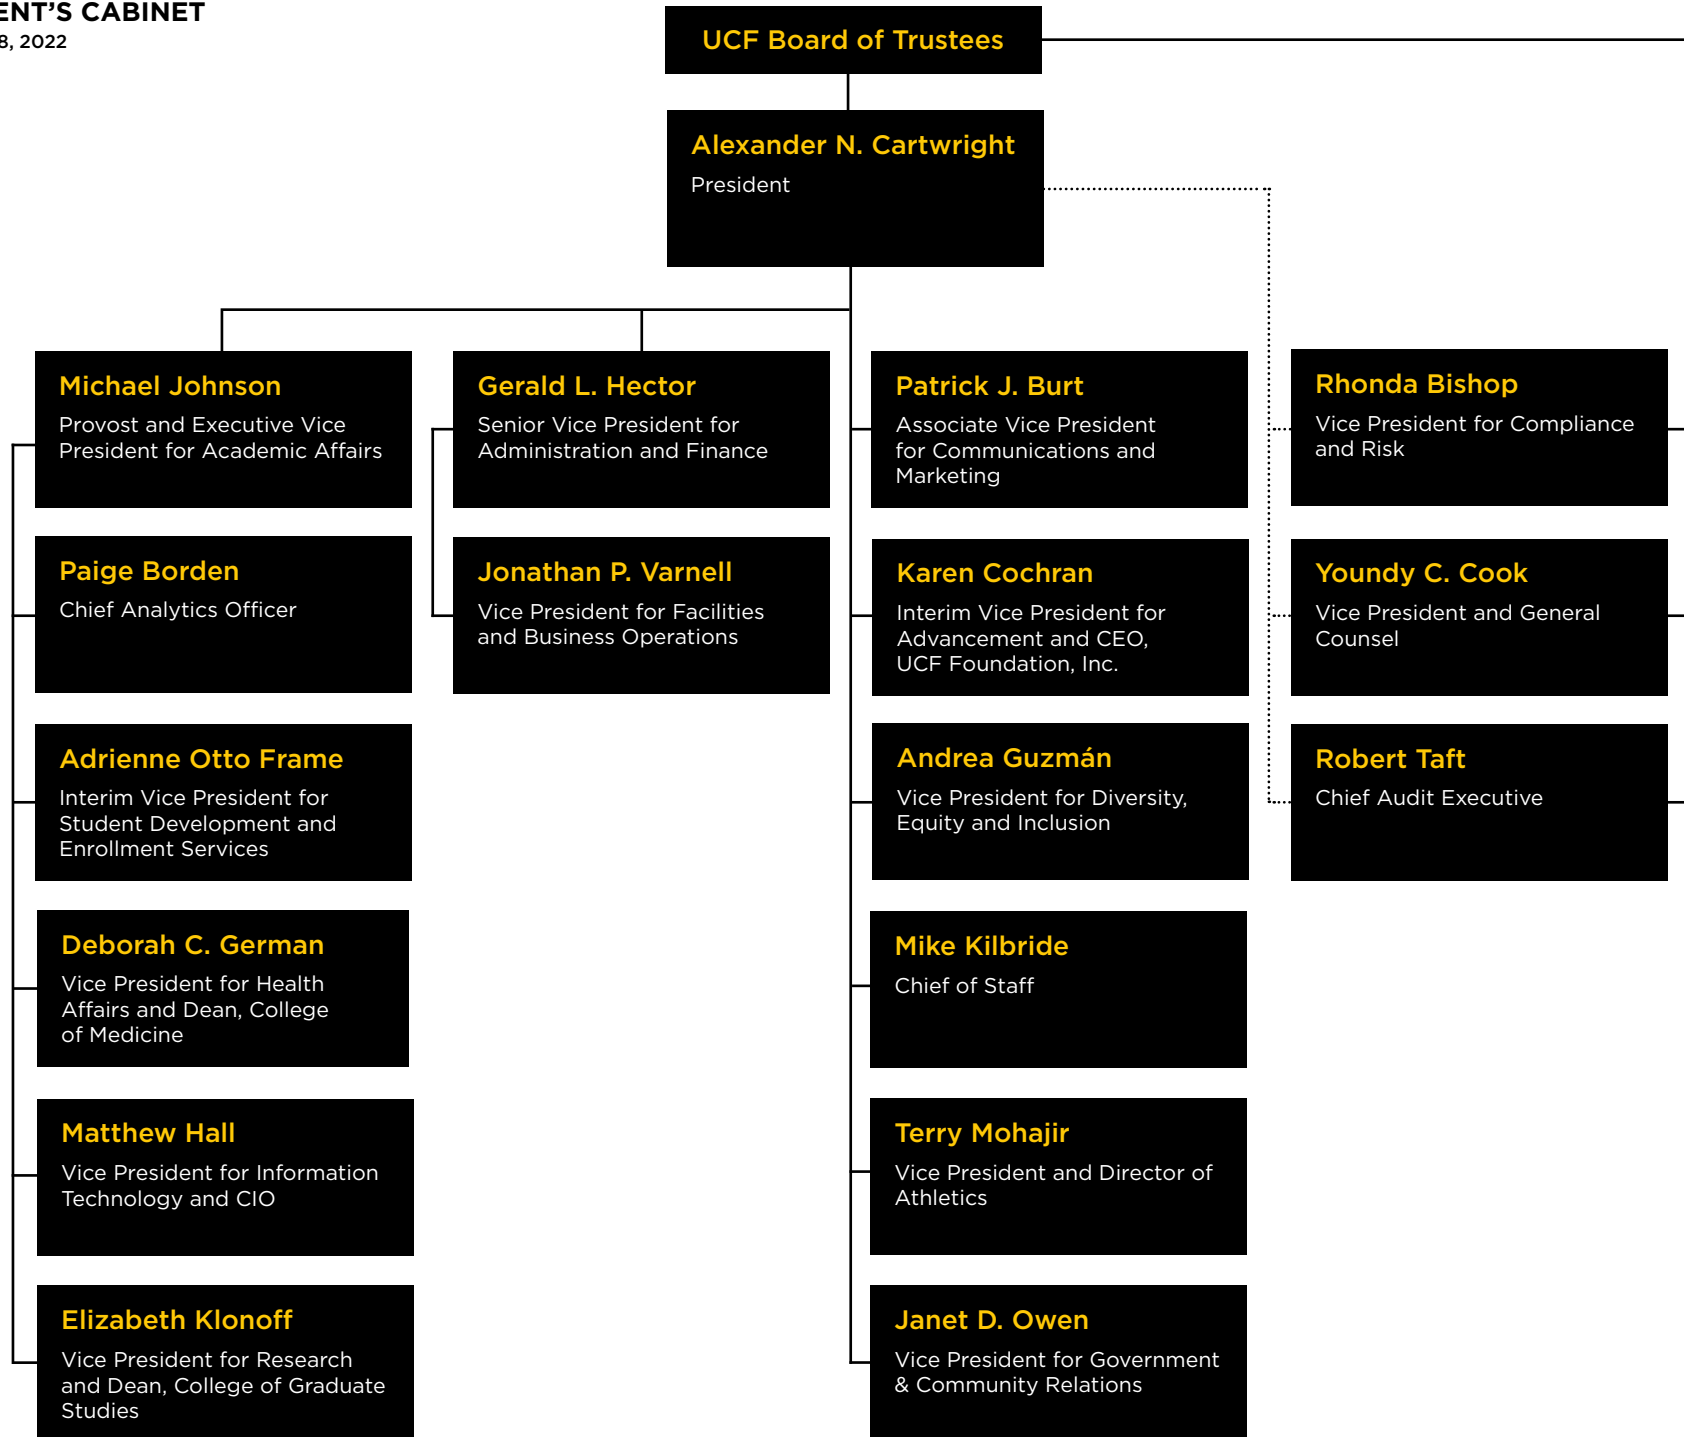 ENT'S CABINET
8, 2022
UCF Board of Trustees
Alexander N. Cartwright
President
Michael Johnson
Provost and Executive Vice
President for Academic Affairs
Gerald L. Hector
Senior Vice President for
Administration and Finance
Patrick J. Burt
Associate Vice President
for Communications and
Marketing
Rhonda Bishop
Vice President for Compliance
and Risk
Paige Borden
Chief Analytics Officer
Jonathan P. Varnell
Vice President for Facilities
and Business Operations
Karen Cochran
Interim Vice President for
Advancement and CEO,
UCF Foundation, Inc.
Youndy C. Cook
Vice President and General
Counsel
Adrienne Otto Frame
Interim Vice President for
Student Development and
Enrollment Services
Andrea Guzmán
Vice President for Diversity,
Equity and Inclusion
Robert Taft
Chief Audit Executive
Deborah C. German
Vice President for Health
Affairs and Dean, College
of Medicine
Mike Kilbride
Chief of Staff
Matthew Hall
Vice President for Information
Technology and CIO
Terry Mohajir
Vice President and Director of
Athletics
Elizabeth Klonoff
Vice President for Research
and Dean, College of Graduate
Studies
Janet D. Owen
Vice President for Government
& Community Relations